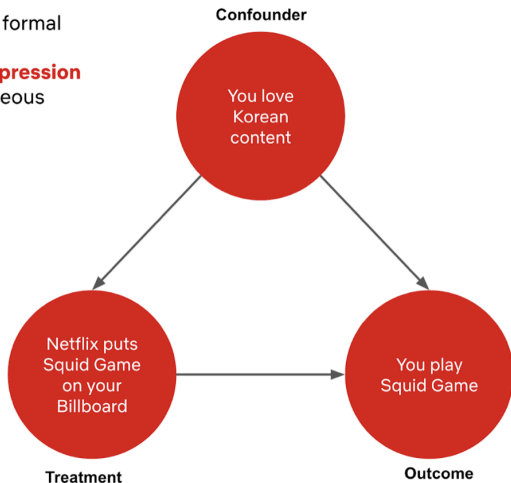 Confounder
formal
pression
eous
You love
Korean
content
Netflix puts
Squid Game
on your
Billboard
You play
Squid Game
Treatment
Outcome